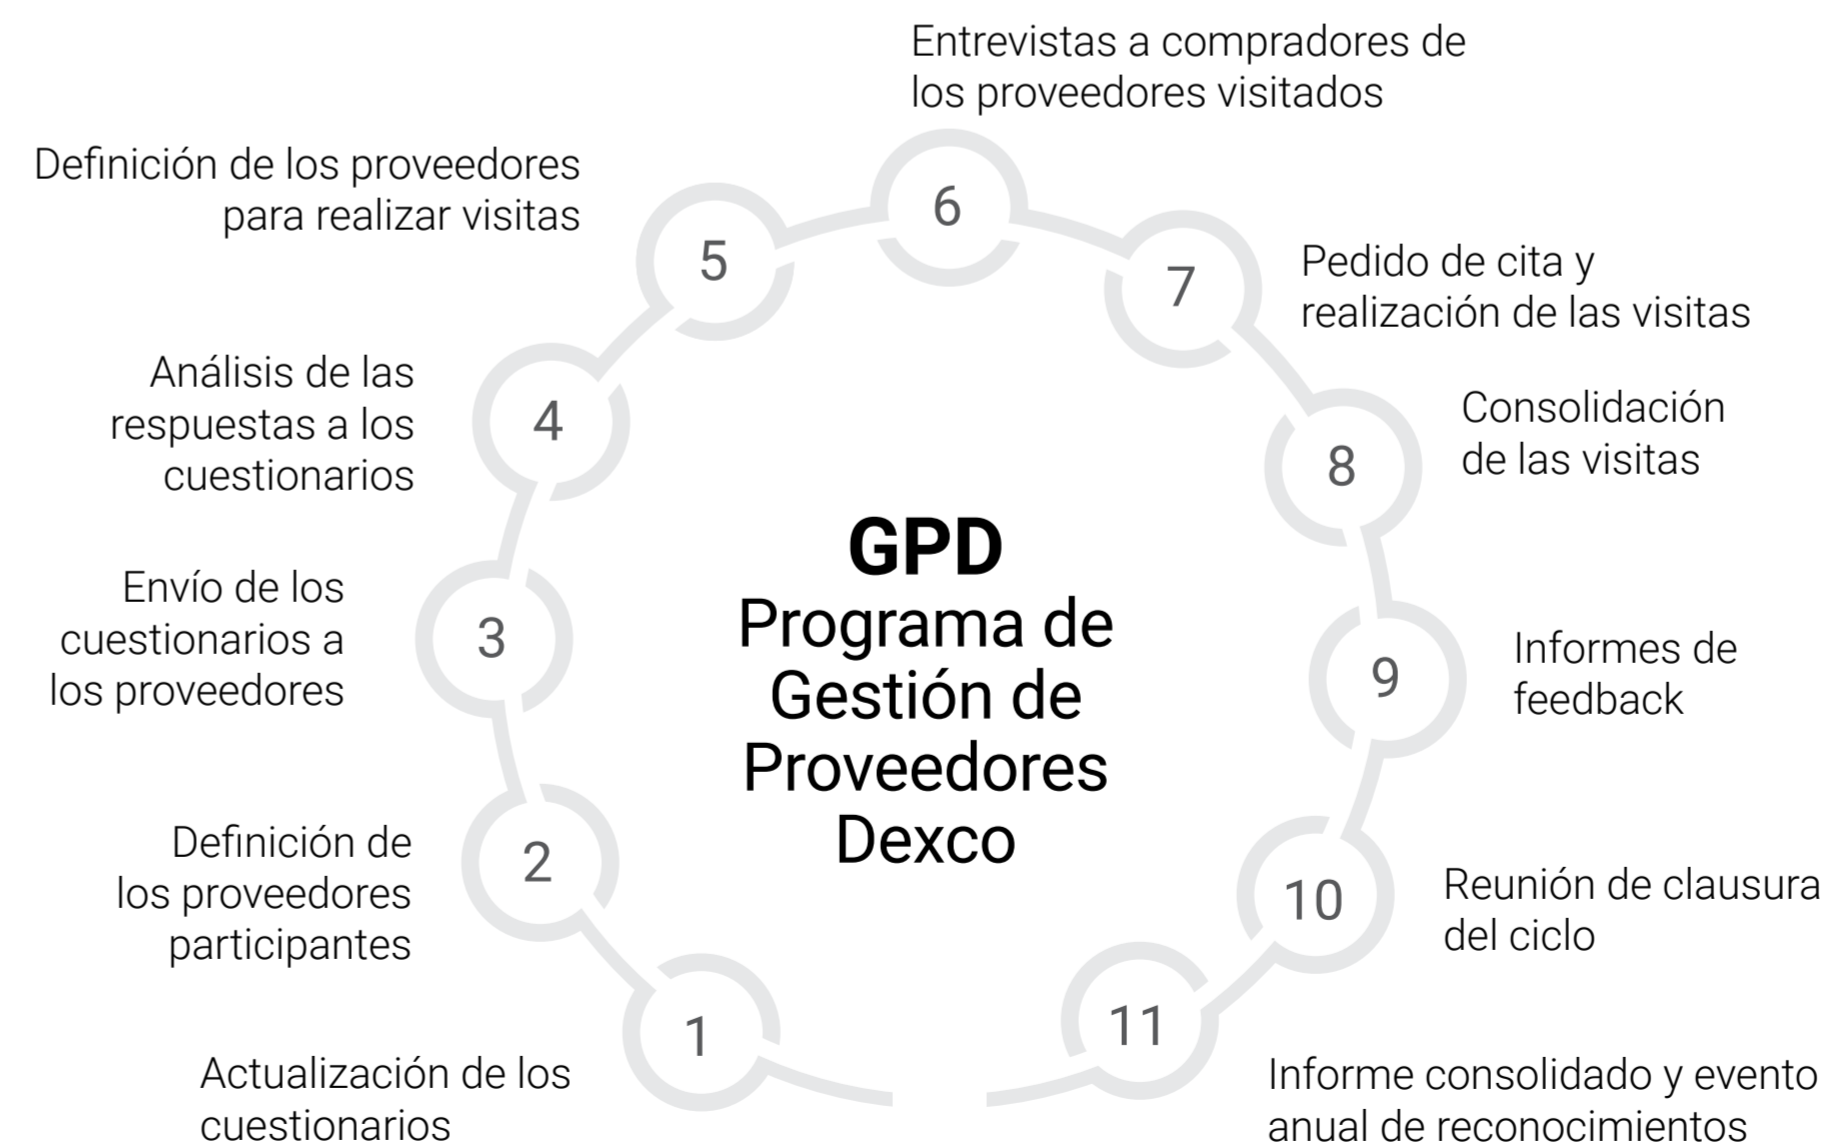 GPD
Programa de
Gestión de
Proveedores
Dexco
1
Actualización de los
cuestionarios
2
Definición de
los proveedores
participantes
3
Envío de los
cuestionarios a
los proveedores
4
Análisis de las
respuestas a los
cuestionarios
5
Definición de los proveedores
para realizar visitas
6
Entrevistas a compradores de
los proveedores visitados
7
Pedido de cita y
realización de las visitas
8
Consolidación
de las visitas
9
Informes de
feedback
10
Reunión de clausura
del ciclo
11
Informe consolidado y evento
anual de reconocimientos